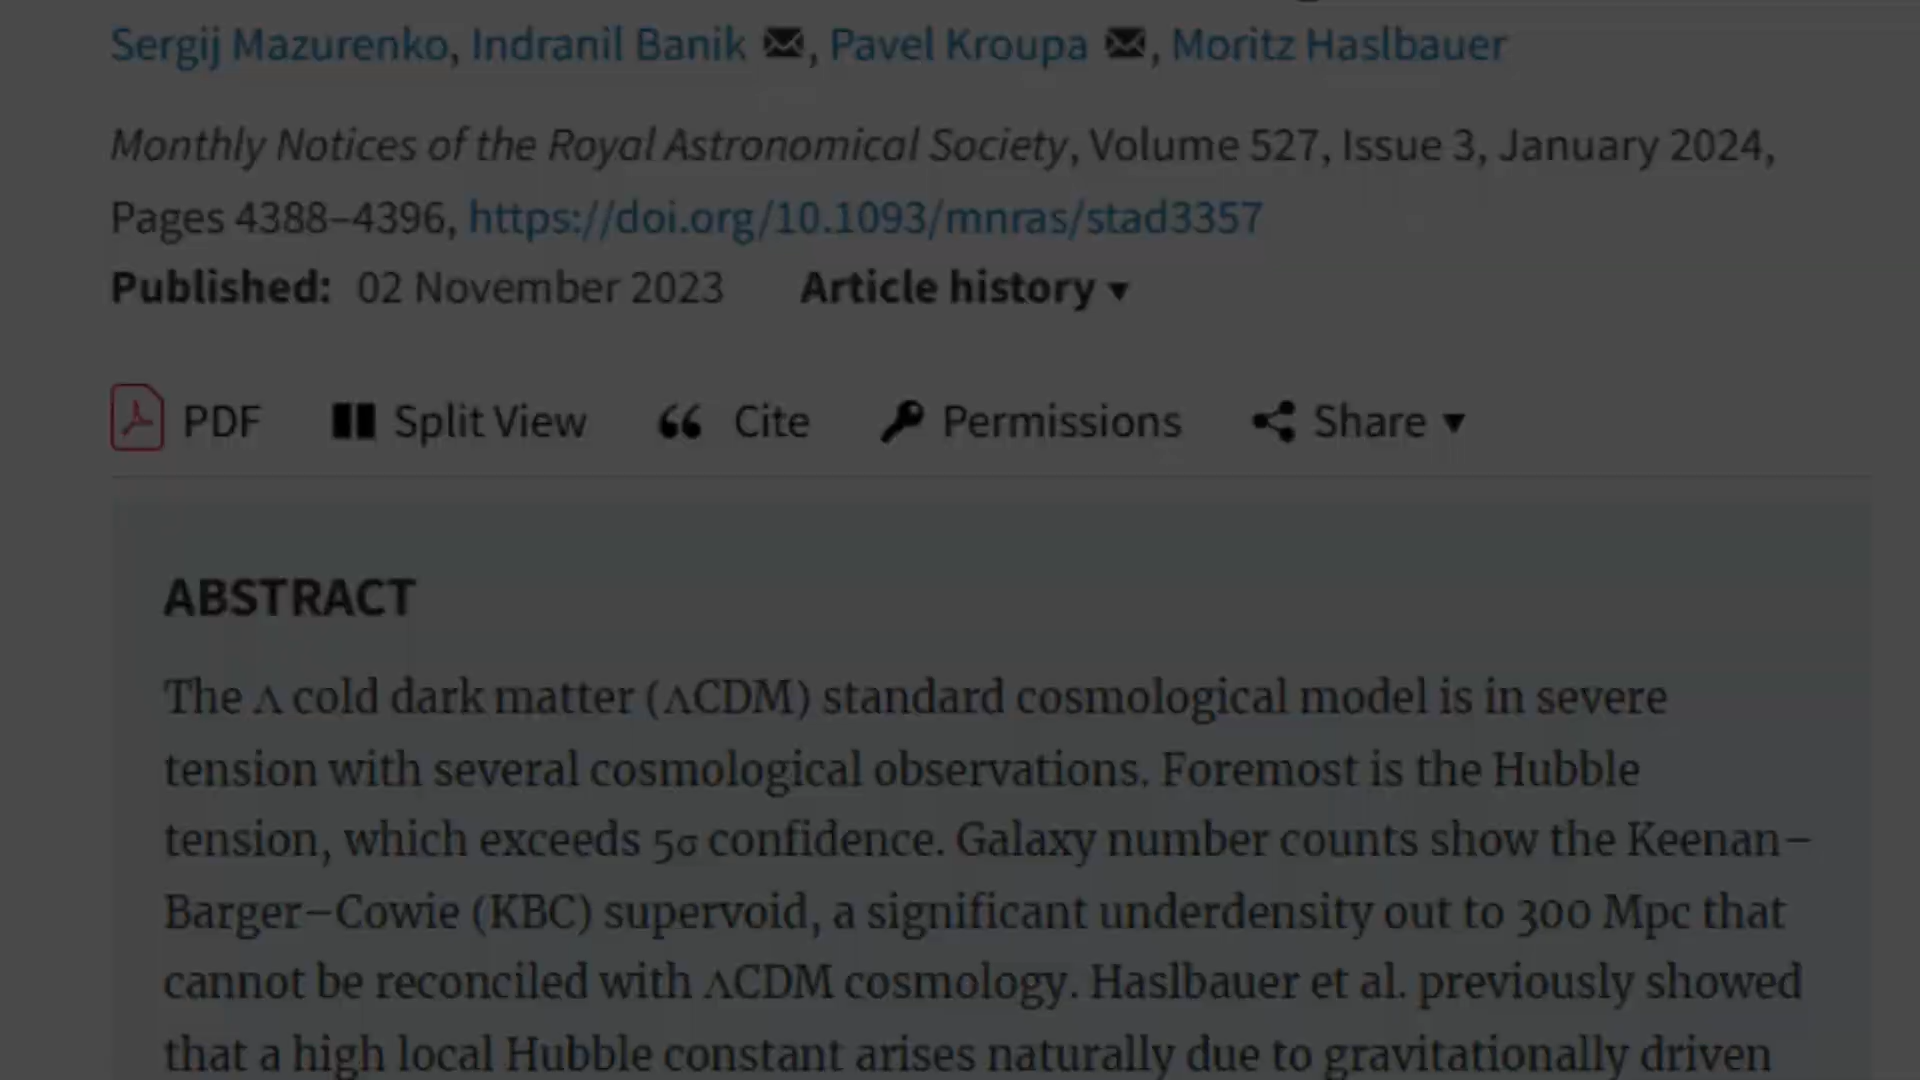 Sergij Mazurenko, Indranil Banik, Pavel Kroupa, Moritz Haslbauer
Monthly Notices of the Royal Astronomical Society, Volume 527, Issue 3, January 2024,
Pages 4388–4396, https://doi.org/10.1093/mnras/stad3357
Published: 02 November 2023 Article history ▾
PDF Split View Cite Permissions Share ▾
ABSTRACT
The Λ cold dark matter (ΛCDM) standard cosmological model is in severe
tension with several cosmological observations. Foremost is the Hubble
tension, which exceeds 5σ confidence. Galaxy number counts show the Keenan–
Barger–Cowie (KBC) supervoid, a significant underdensity out to 300 Mpc that
cannot be reconciled with ΛCDM cosmology. Haslbauer et al. previously showed
that a high local Hubble constant arises naturally due to gravitationally driven